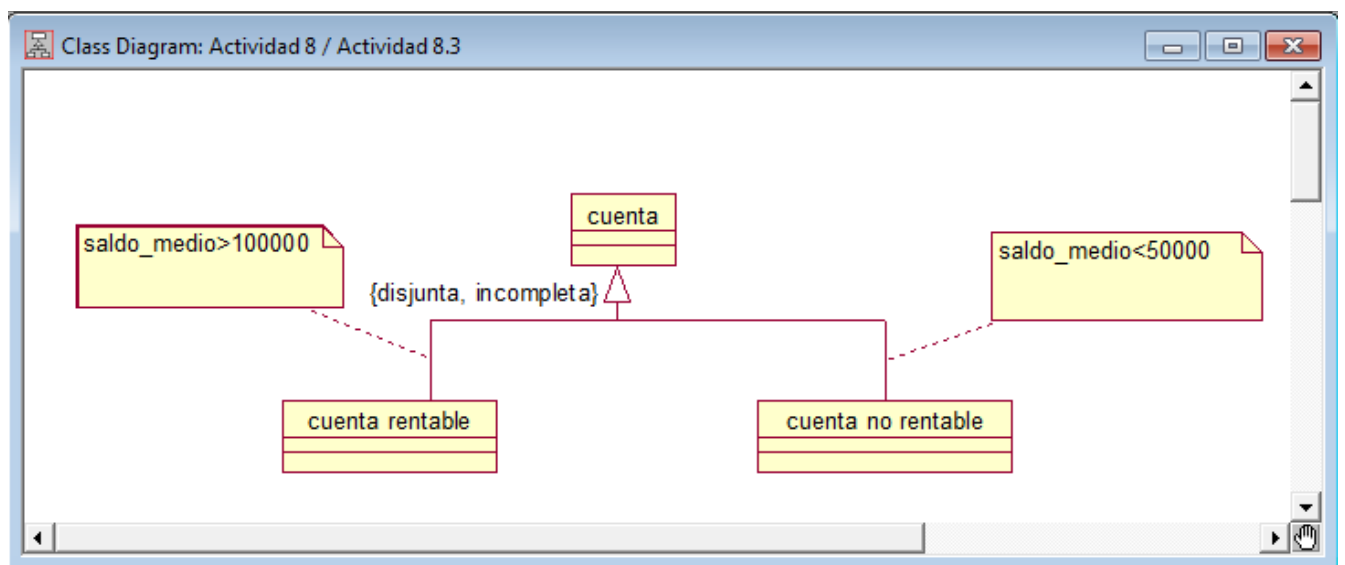 Class Diagram: Actividad 8 / Actividad 8.3
cuenta
saldo_medio>100000
saldo_medio<50000
{disjunta, incompleta}
cuenta rentable
cuenta no rentable